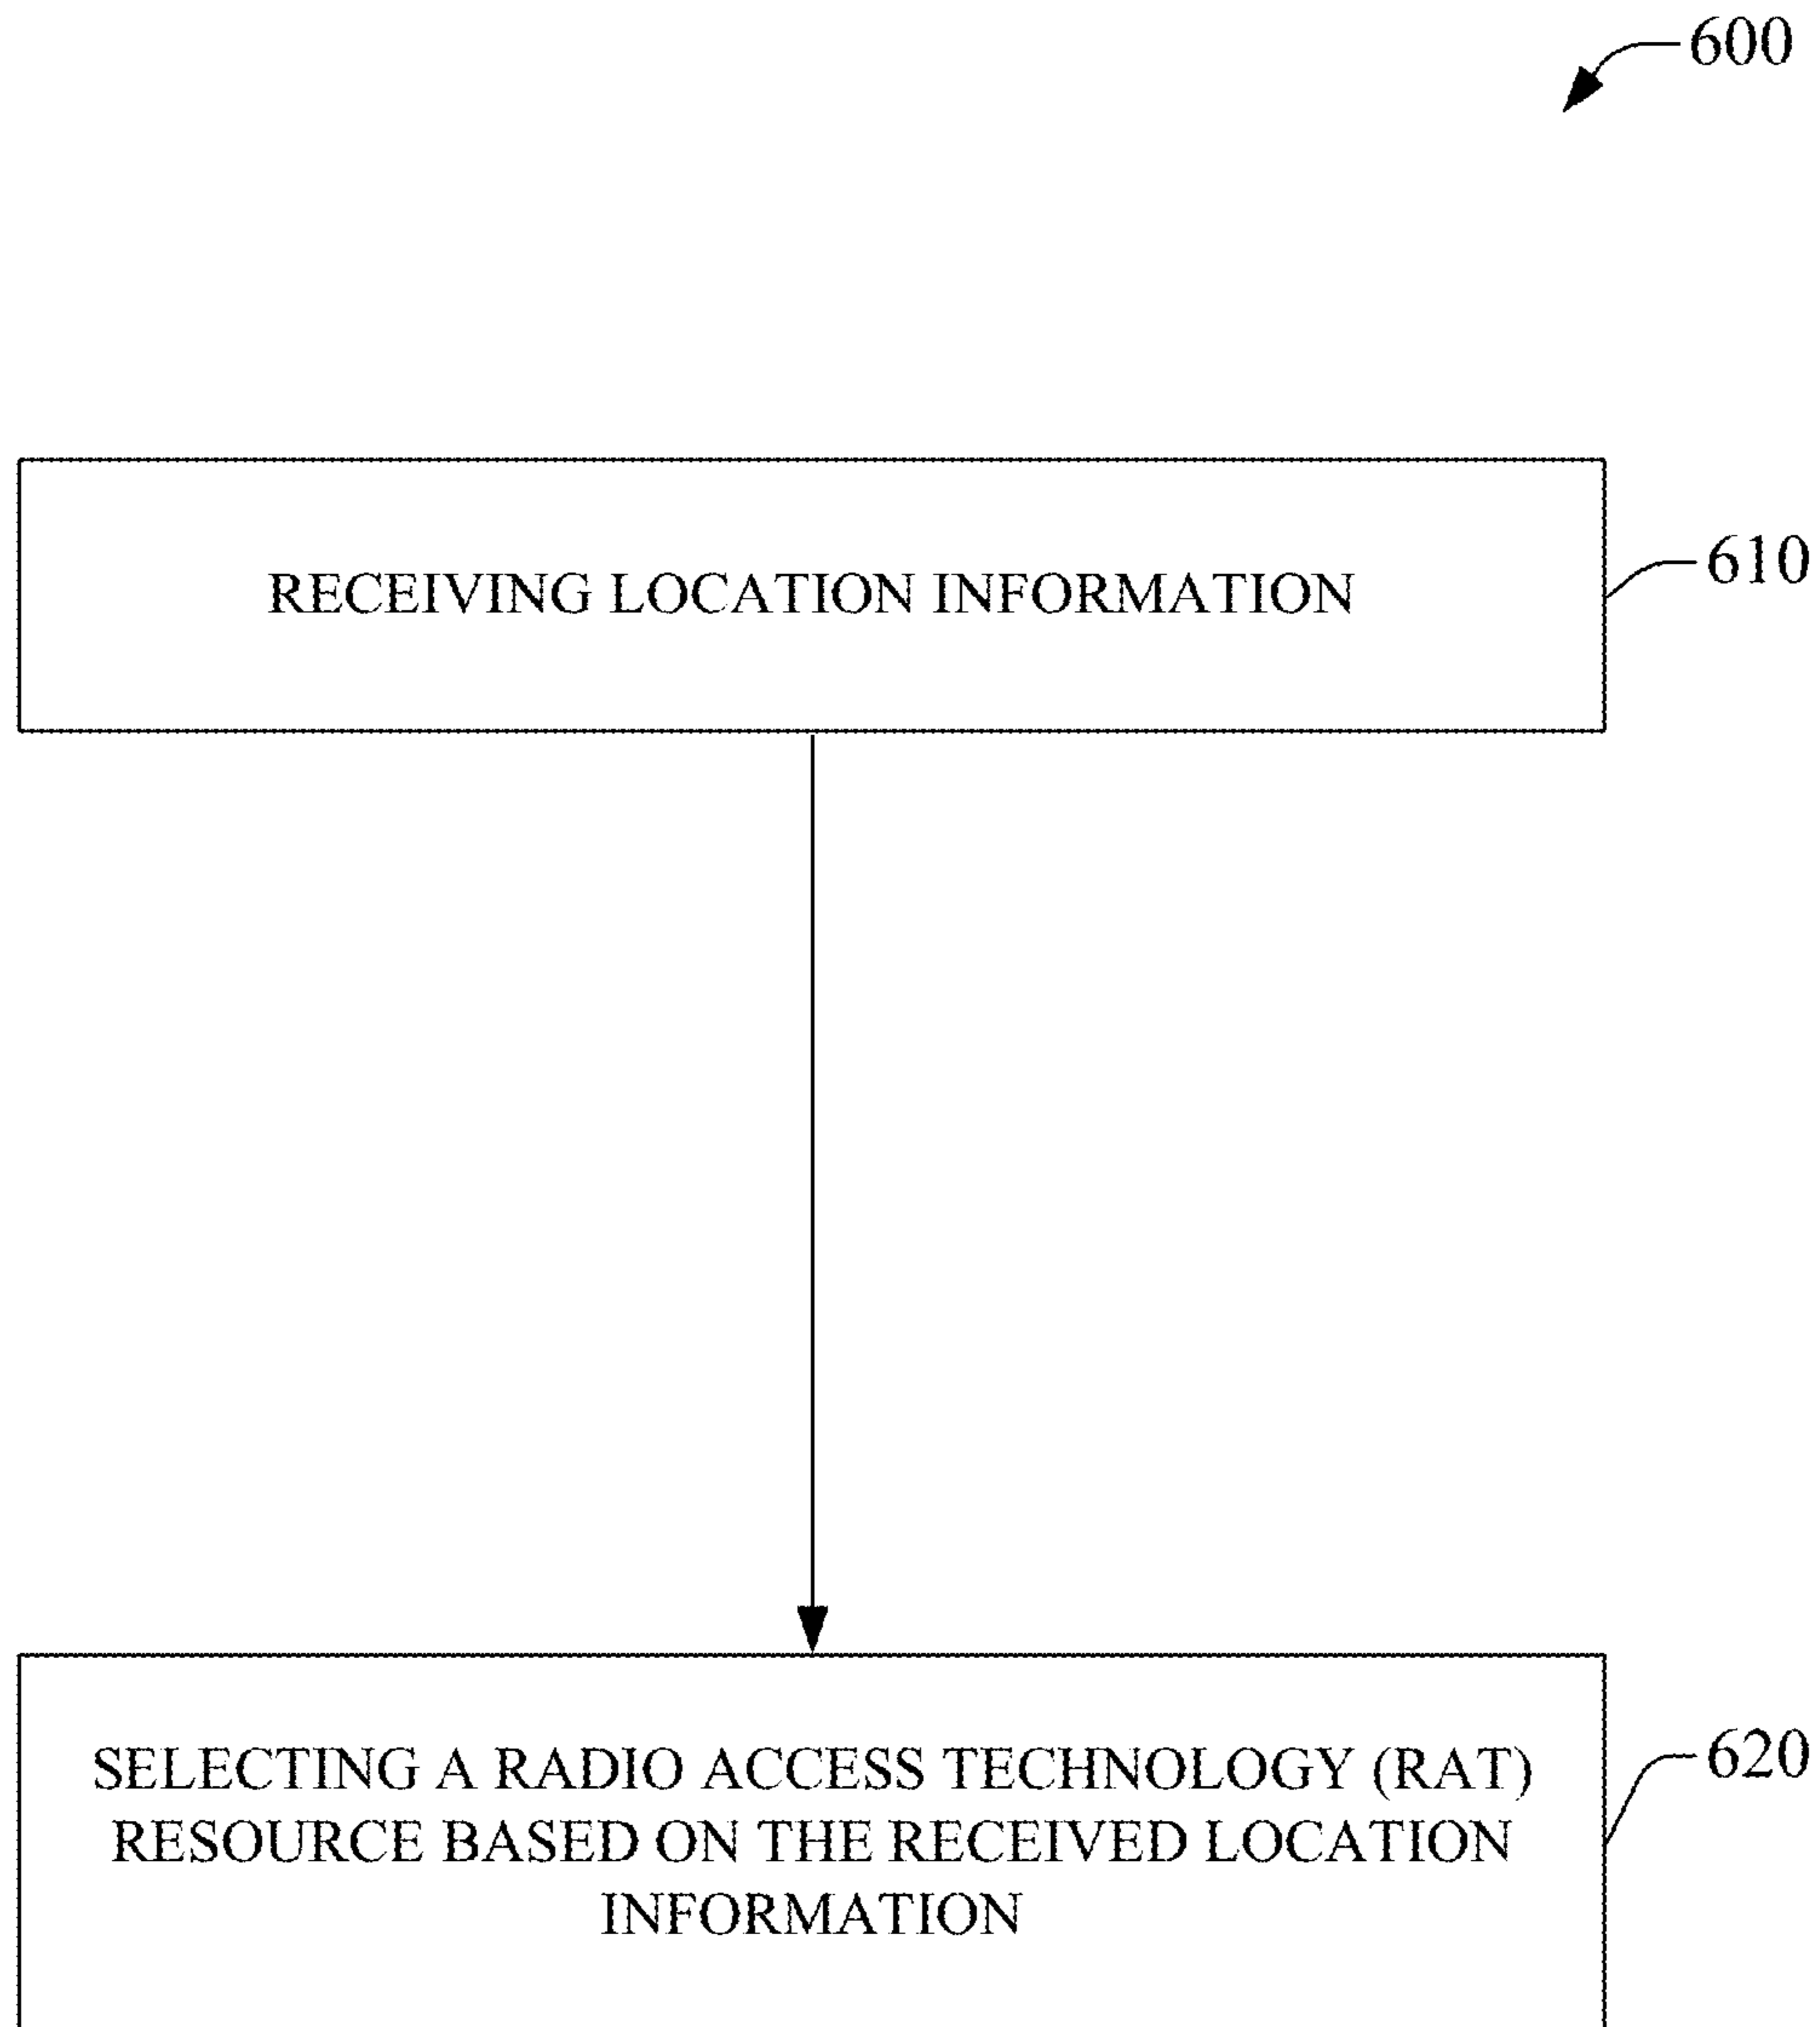 600
RECEIVING LOCATION INFORMATION
610
SELECTING A RADIO ACCESS TECHNOLOGY (RAT)
RESOURCE BASED ON THE RECEIVED LOCATION
INFORMATION
620